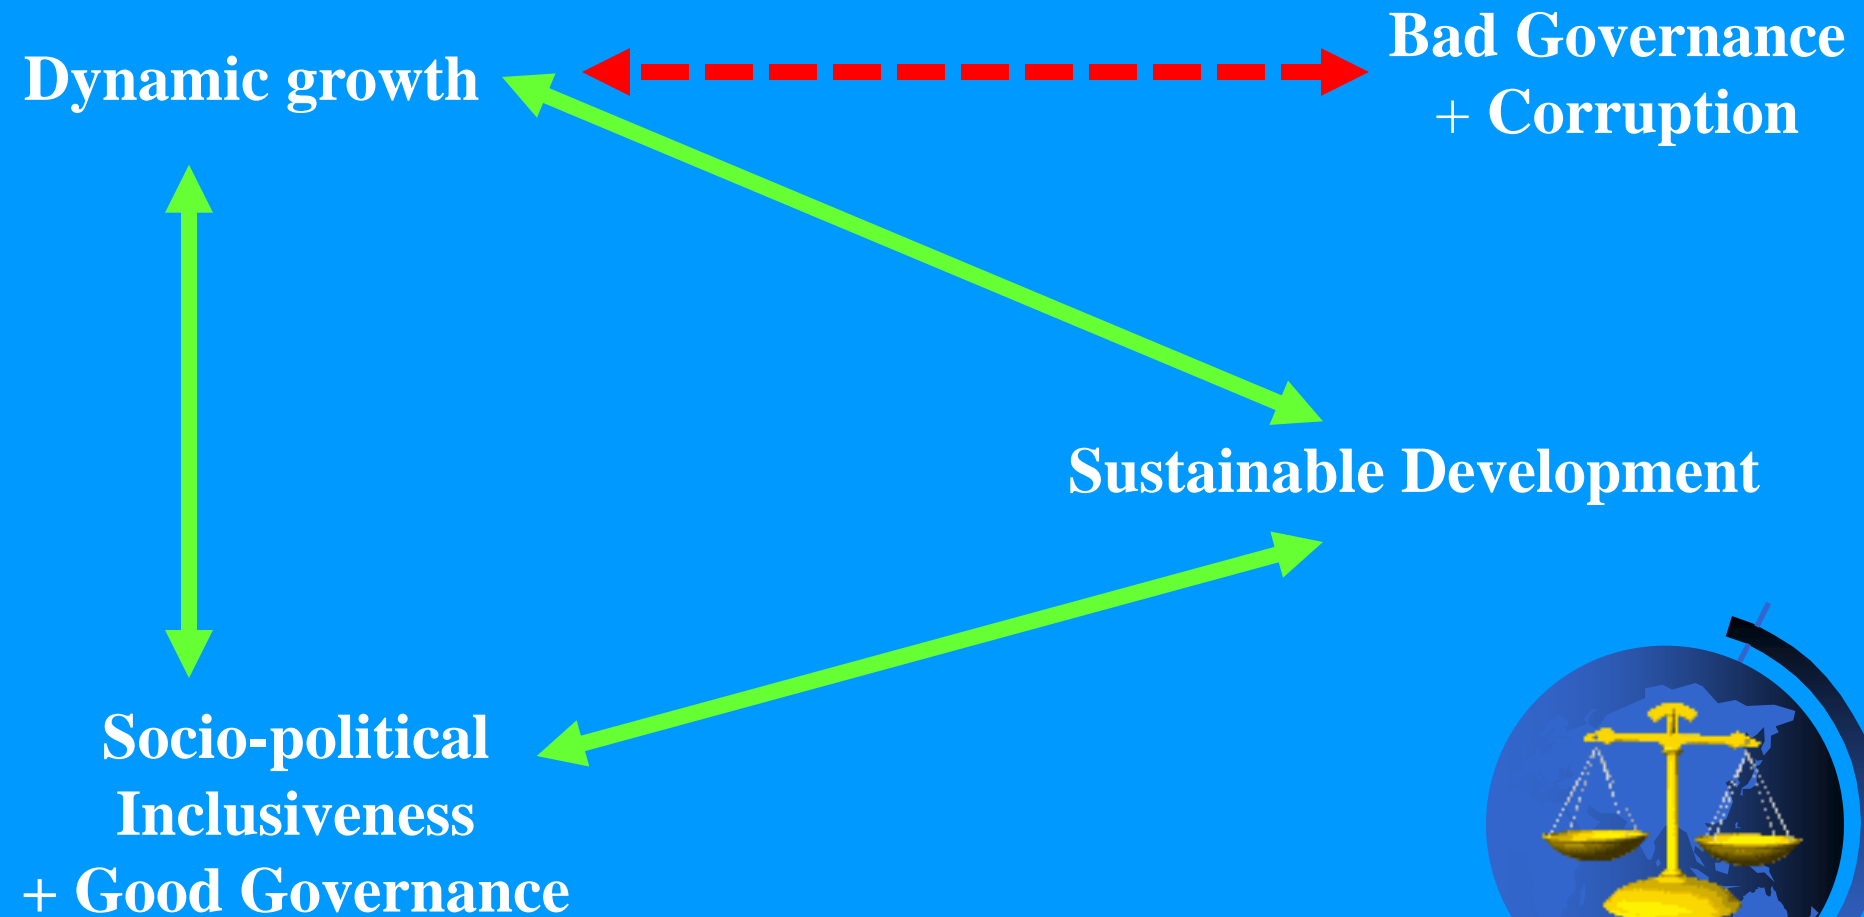 Dynamic growth
Bad Governance
+ Corruption
Sustainable Development
Socio-political
Inclusiveness
+ Good Governance